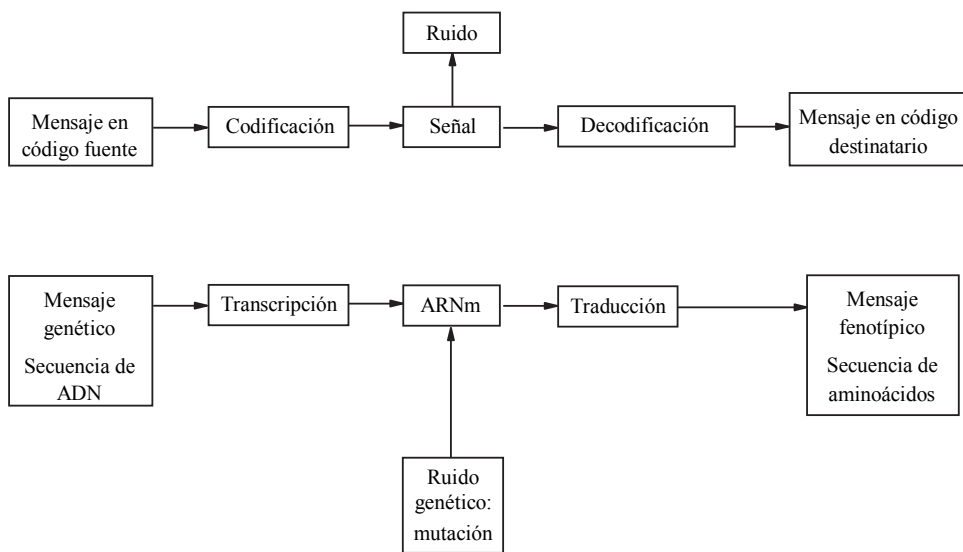 Ruido
Mensaje en
código fuente
Codificación
Señal
Decodificación
Mensaje en código
destinatario
Mensaje
genético
Secuencia de
ADN
Transcripción
ARNm
Traducción
Mensaje
fenotípico
Secuencia de
aminoácidos
Ruido
genético:
mutación